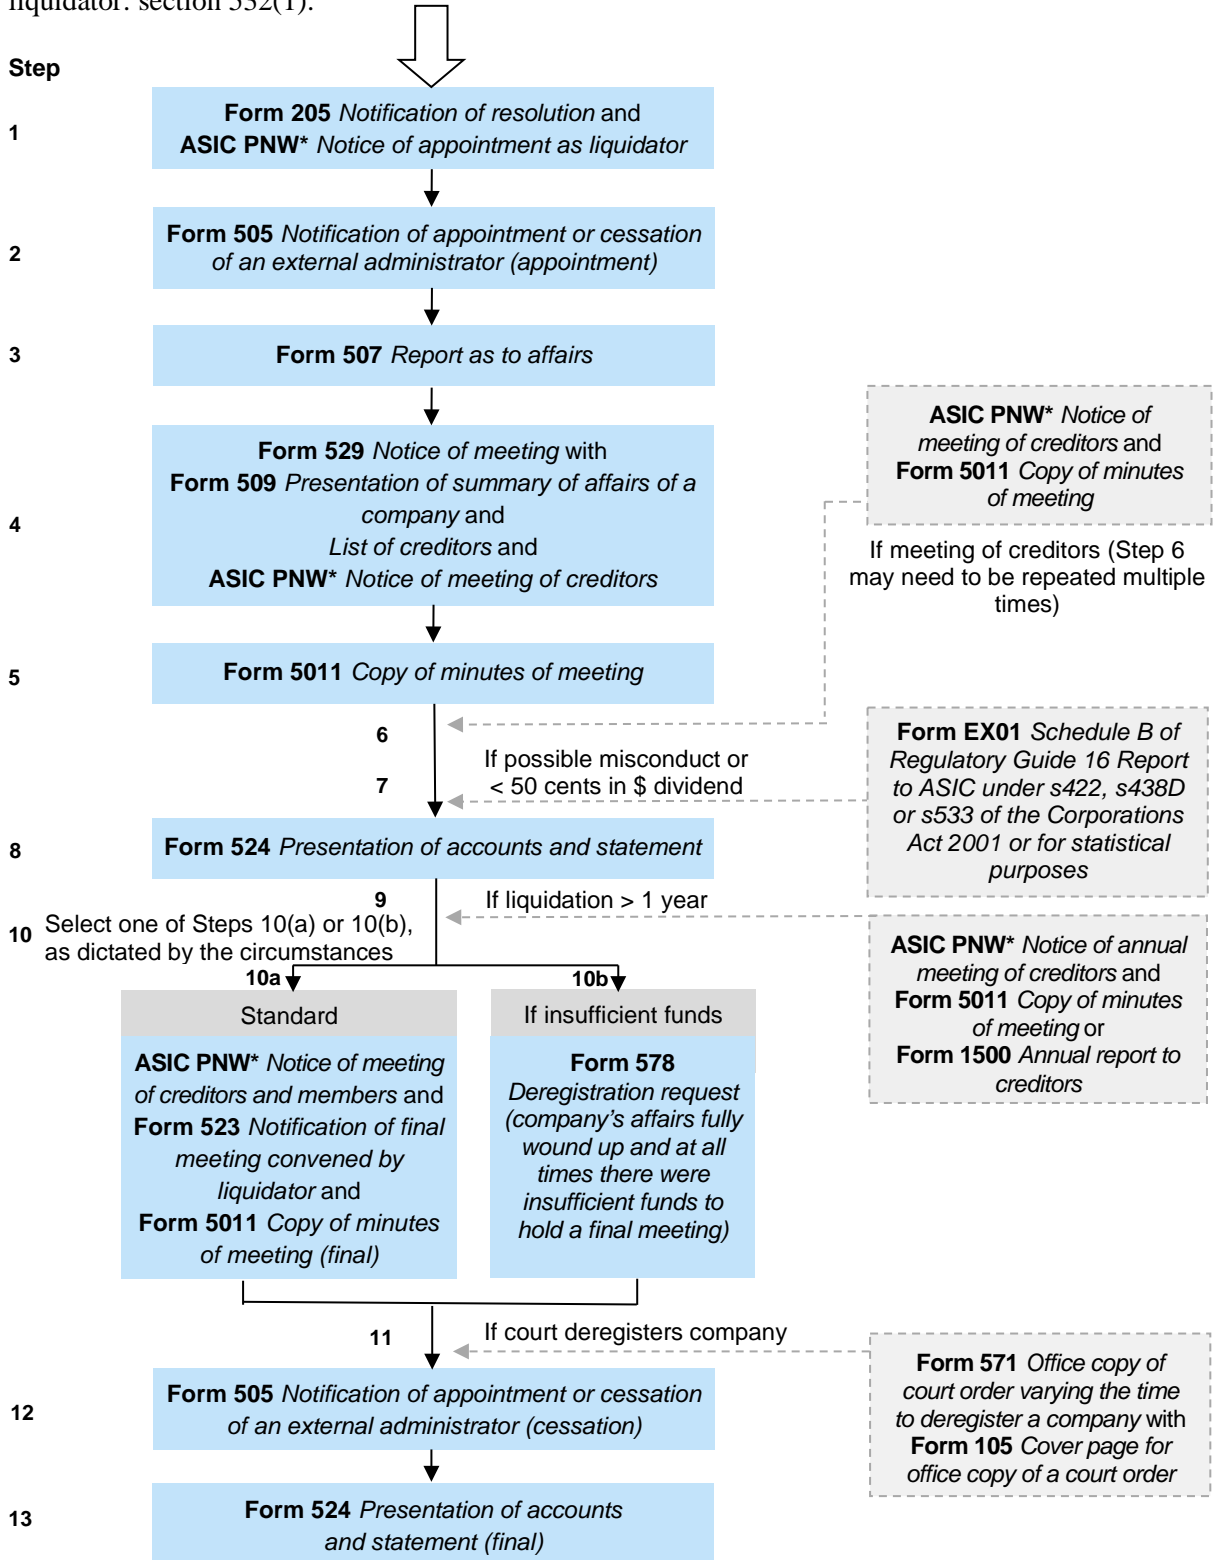 liquidator: section 532(1).
Step
1
Form 205 Notification of resolution and
ASIC PNW* Notice of appointment as liquidator
2
Form 505 Notification of appointment or cessation
of an external administrator (appointment)
3
Form 507 Report as to affairs
4
Form 529 Notice of meeting with
Form 509 Presentation of summary of affairs of a
company and
List of creditors and
ASIC PNW* Notice of meeting of creditors
ASIC PNW* Notice of
meeting of creditors and
Form 5011 Copy of minutes
of meeting
If meeting of creditors (Step 6
may need to be repeated multiple
times)
5
Form 5011 Copy of minutes of meeting
6
7
If possible misconduct or
< 50 cents in $ dividend
Form EX01 Schedule B of
Regulatory Guide 16 Report
to ASIC under s422, s438D
or s533 of the Corporations
Act 2001 or for statistical
purposes
8
Form 524 Presentation of accounts and statement
9
If liquidation > 1 year
10
Select one of Steps 10(a) or 10(b),
as dictated by the circumstances
ASIC PNW* Notice of annual
meeting of creditors and
Form 5011 Copy of minutes
of meeting or
Form 1500 Annual report to
creditors
10a
Standard
ASIC PNW* Notice of meeting
of creditors and members and
Form 523 Notification of final
meeting convened by
liquidator and
Form 5011 Copy of minutes
of meeting (final)
10b
If insufficient funds
Form 578
Deregistration request
(company's affairs fully
wound up and at all
times there were
insufficient funds to
hold a final meeting)
11
If court deregisters company
Form 571 Office copy of
court order varying the time
to deregister a company with
Form 105 Cover page for
office copy of a court order
12
Form 505 Notification of appointment or cessation
of an external administrator (cessation)
13
Form 524 Presentation of accounts
and statement (final)